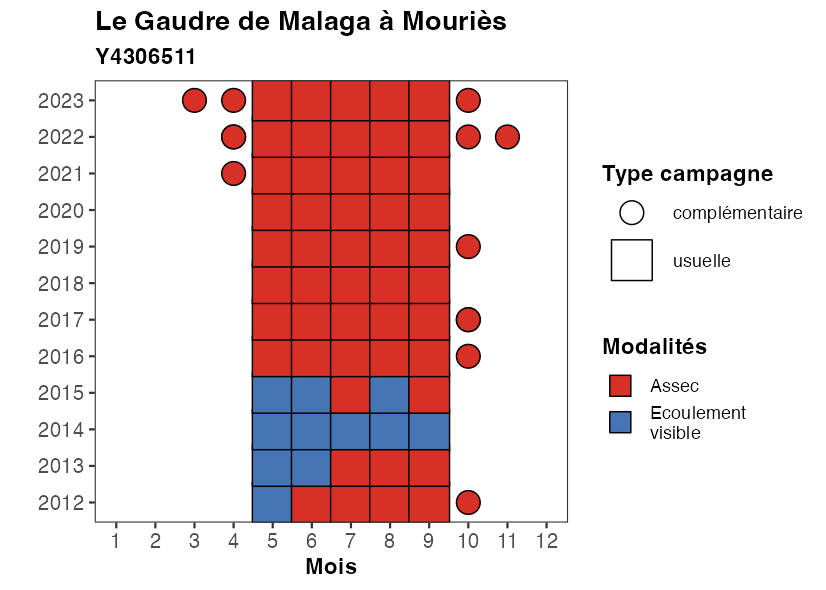 Le Gaudre de Malaga à Mouriès
Y4306511
2023
2022
2021
2020
2019
2018
2017
2016
2015
2014
2013
2012
1 2 3 4 5 6 7 8 9 10 11 12
Mois
Type campagne
complémentaire
usuelle
Modalités
Assec
Ecoulement
visible